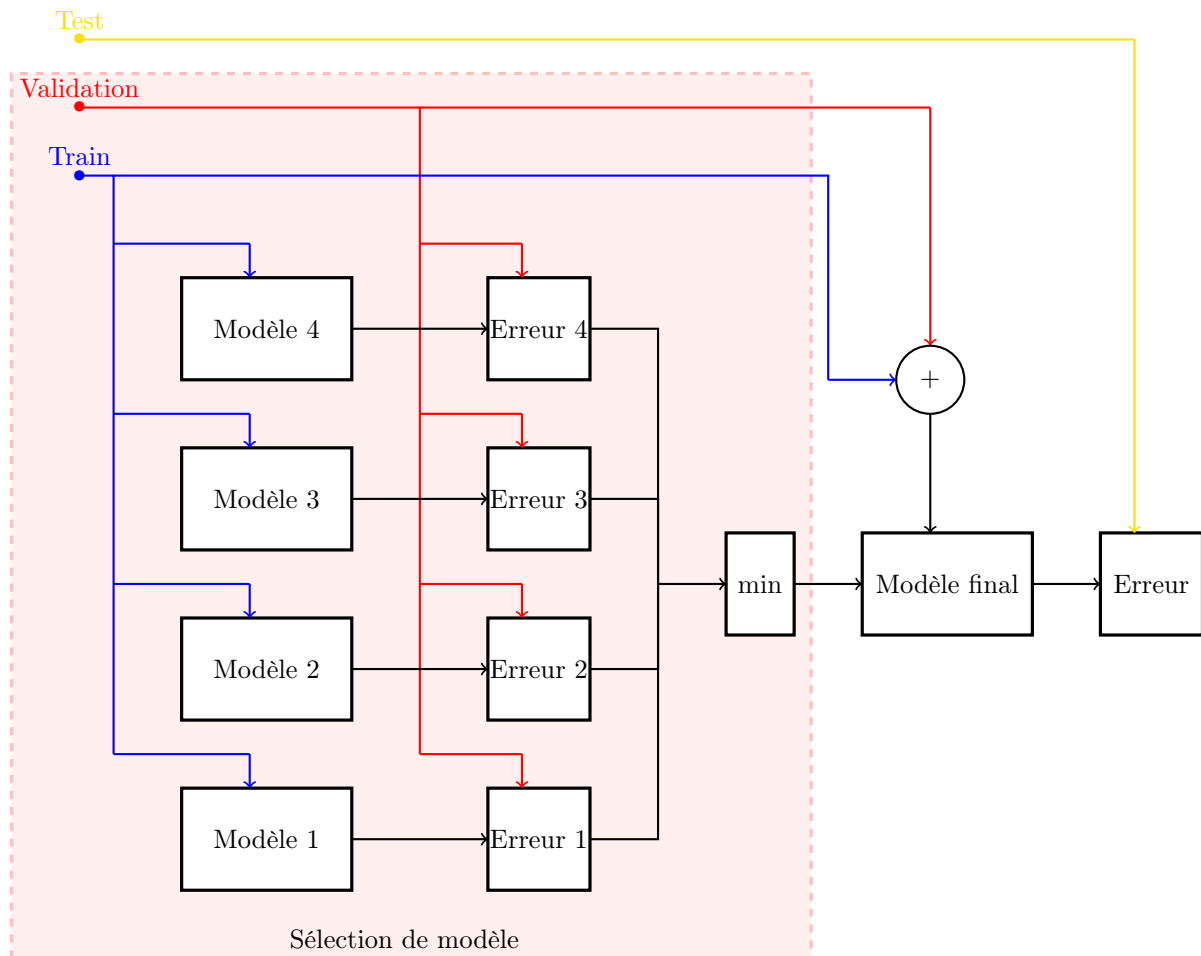 Test
Validation
Train
Modèle 4
Erreur 4
+
Modèle 3
Erreur 3
min
Modèle final
Erreur
Modèle 2
Erreur 2
Modèle 1
Erreur 1
Sélection de modèle